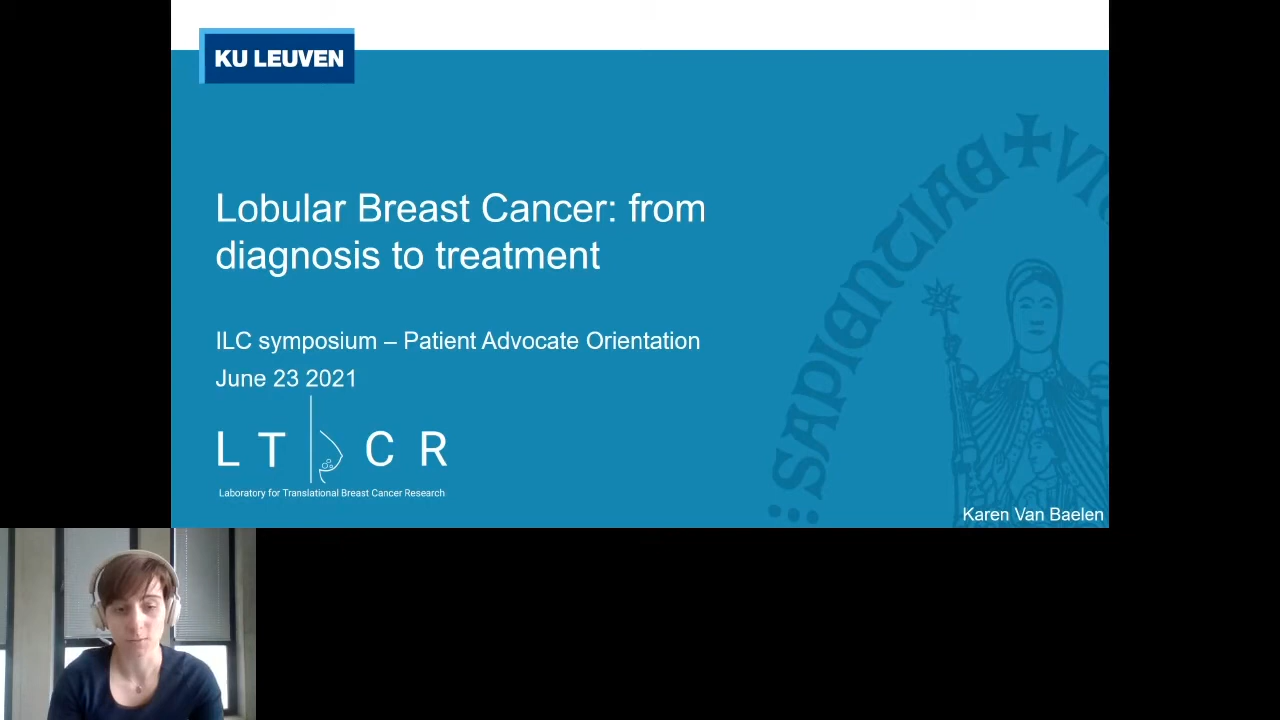 KU LEUVEN
Lobular Breast Cancer: from
diagnosis to treatment
ILC symposium – Patient Advocate Orientation
June 23 2021
L T C R
Laboratory for Translational Breast Cancer Research
SAPIENTIAE
Karen Van Baelen